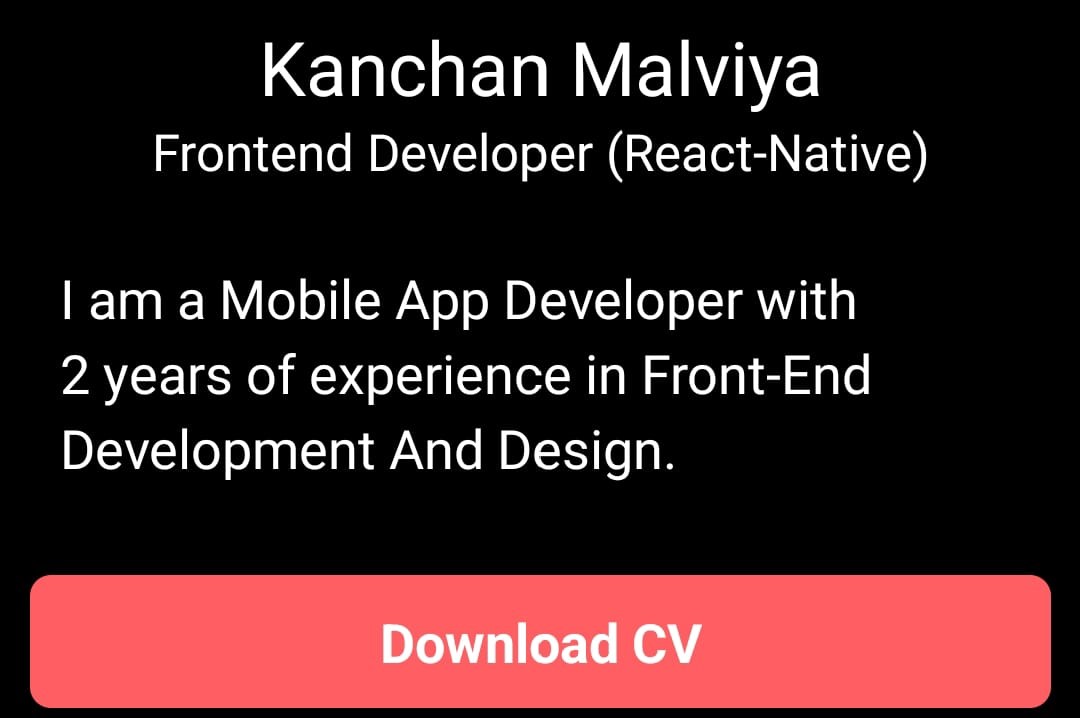 Kanchan Malviya
Frontend Developer (React-Native)
I am a Mobile App Developer with
2 years of experience in Front-End
Development And Design.
Download CV